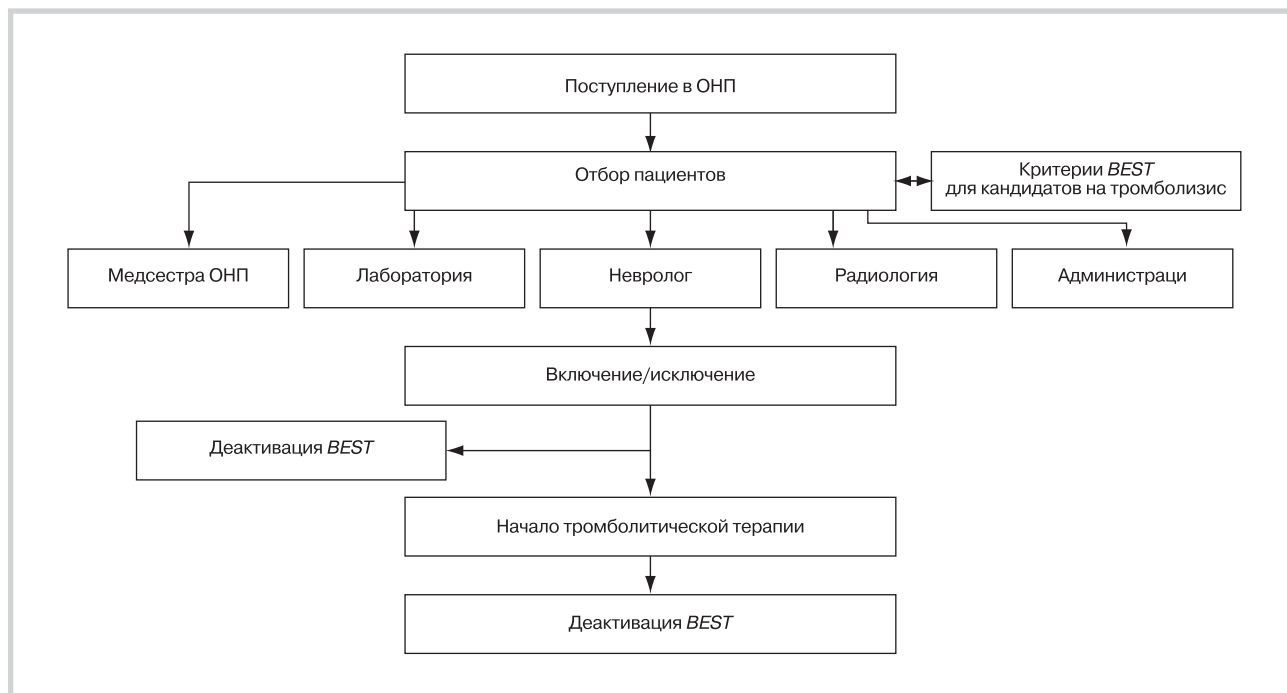 Поступление в ОНП
Отбор пациентов
Критерии BEST
для кандидатов на тромболизис
Медсестра ОНП
Лаборатория
Невролог
Радиология
Администраци
Включение/исключение
Деактивация BEST
Начало тромболитической терапии
Деактивация BEST